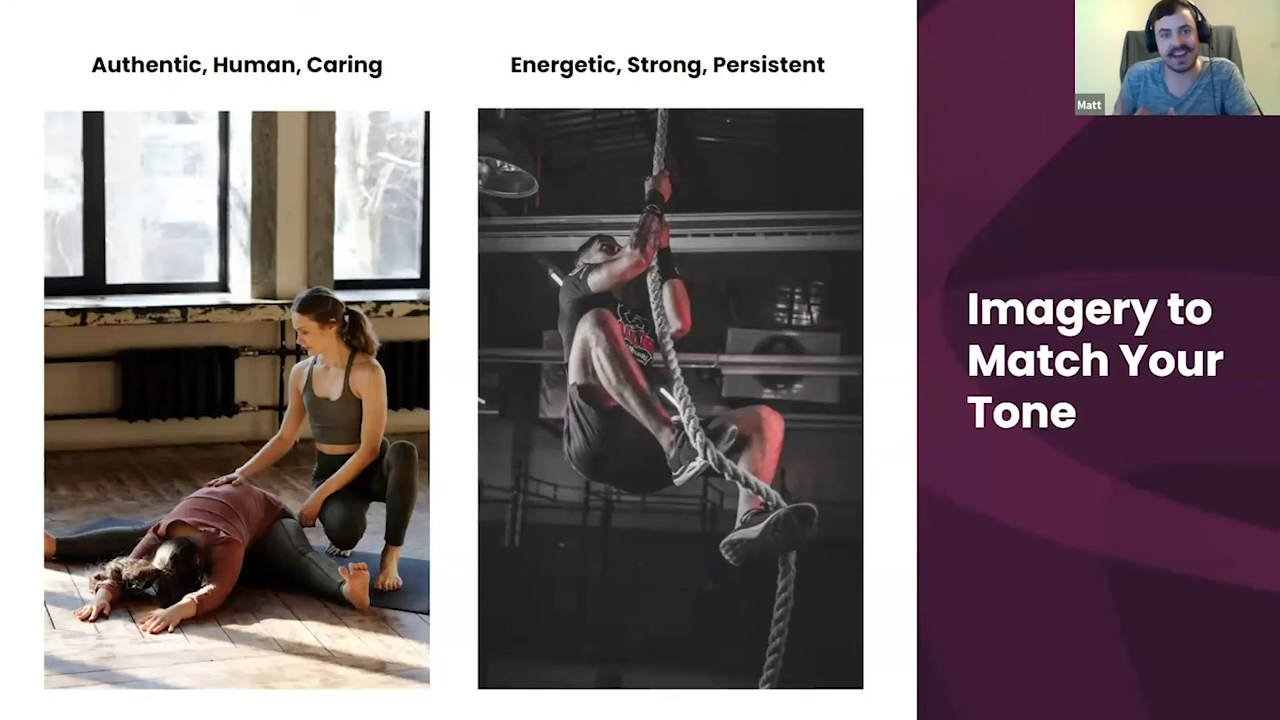 Authentic, Human, Caring
Energetic, Strong, Persistent
Matt
Imagery to
Match Your
Tone